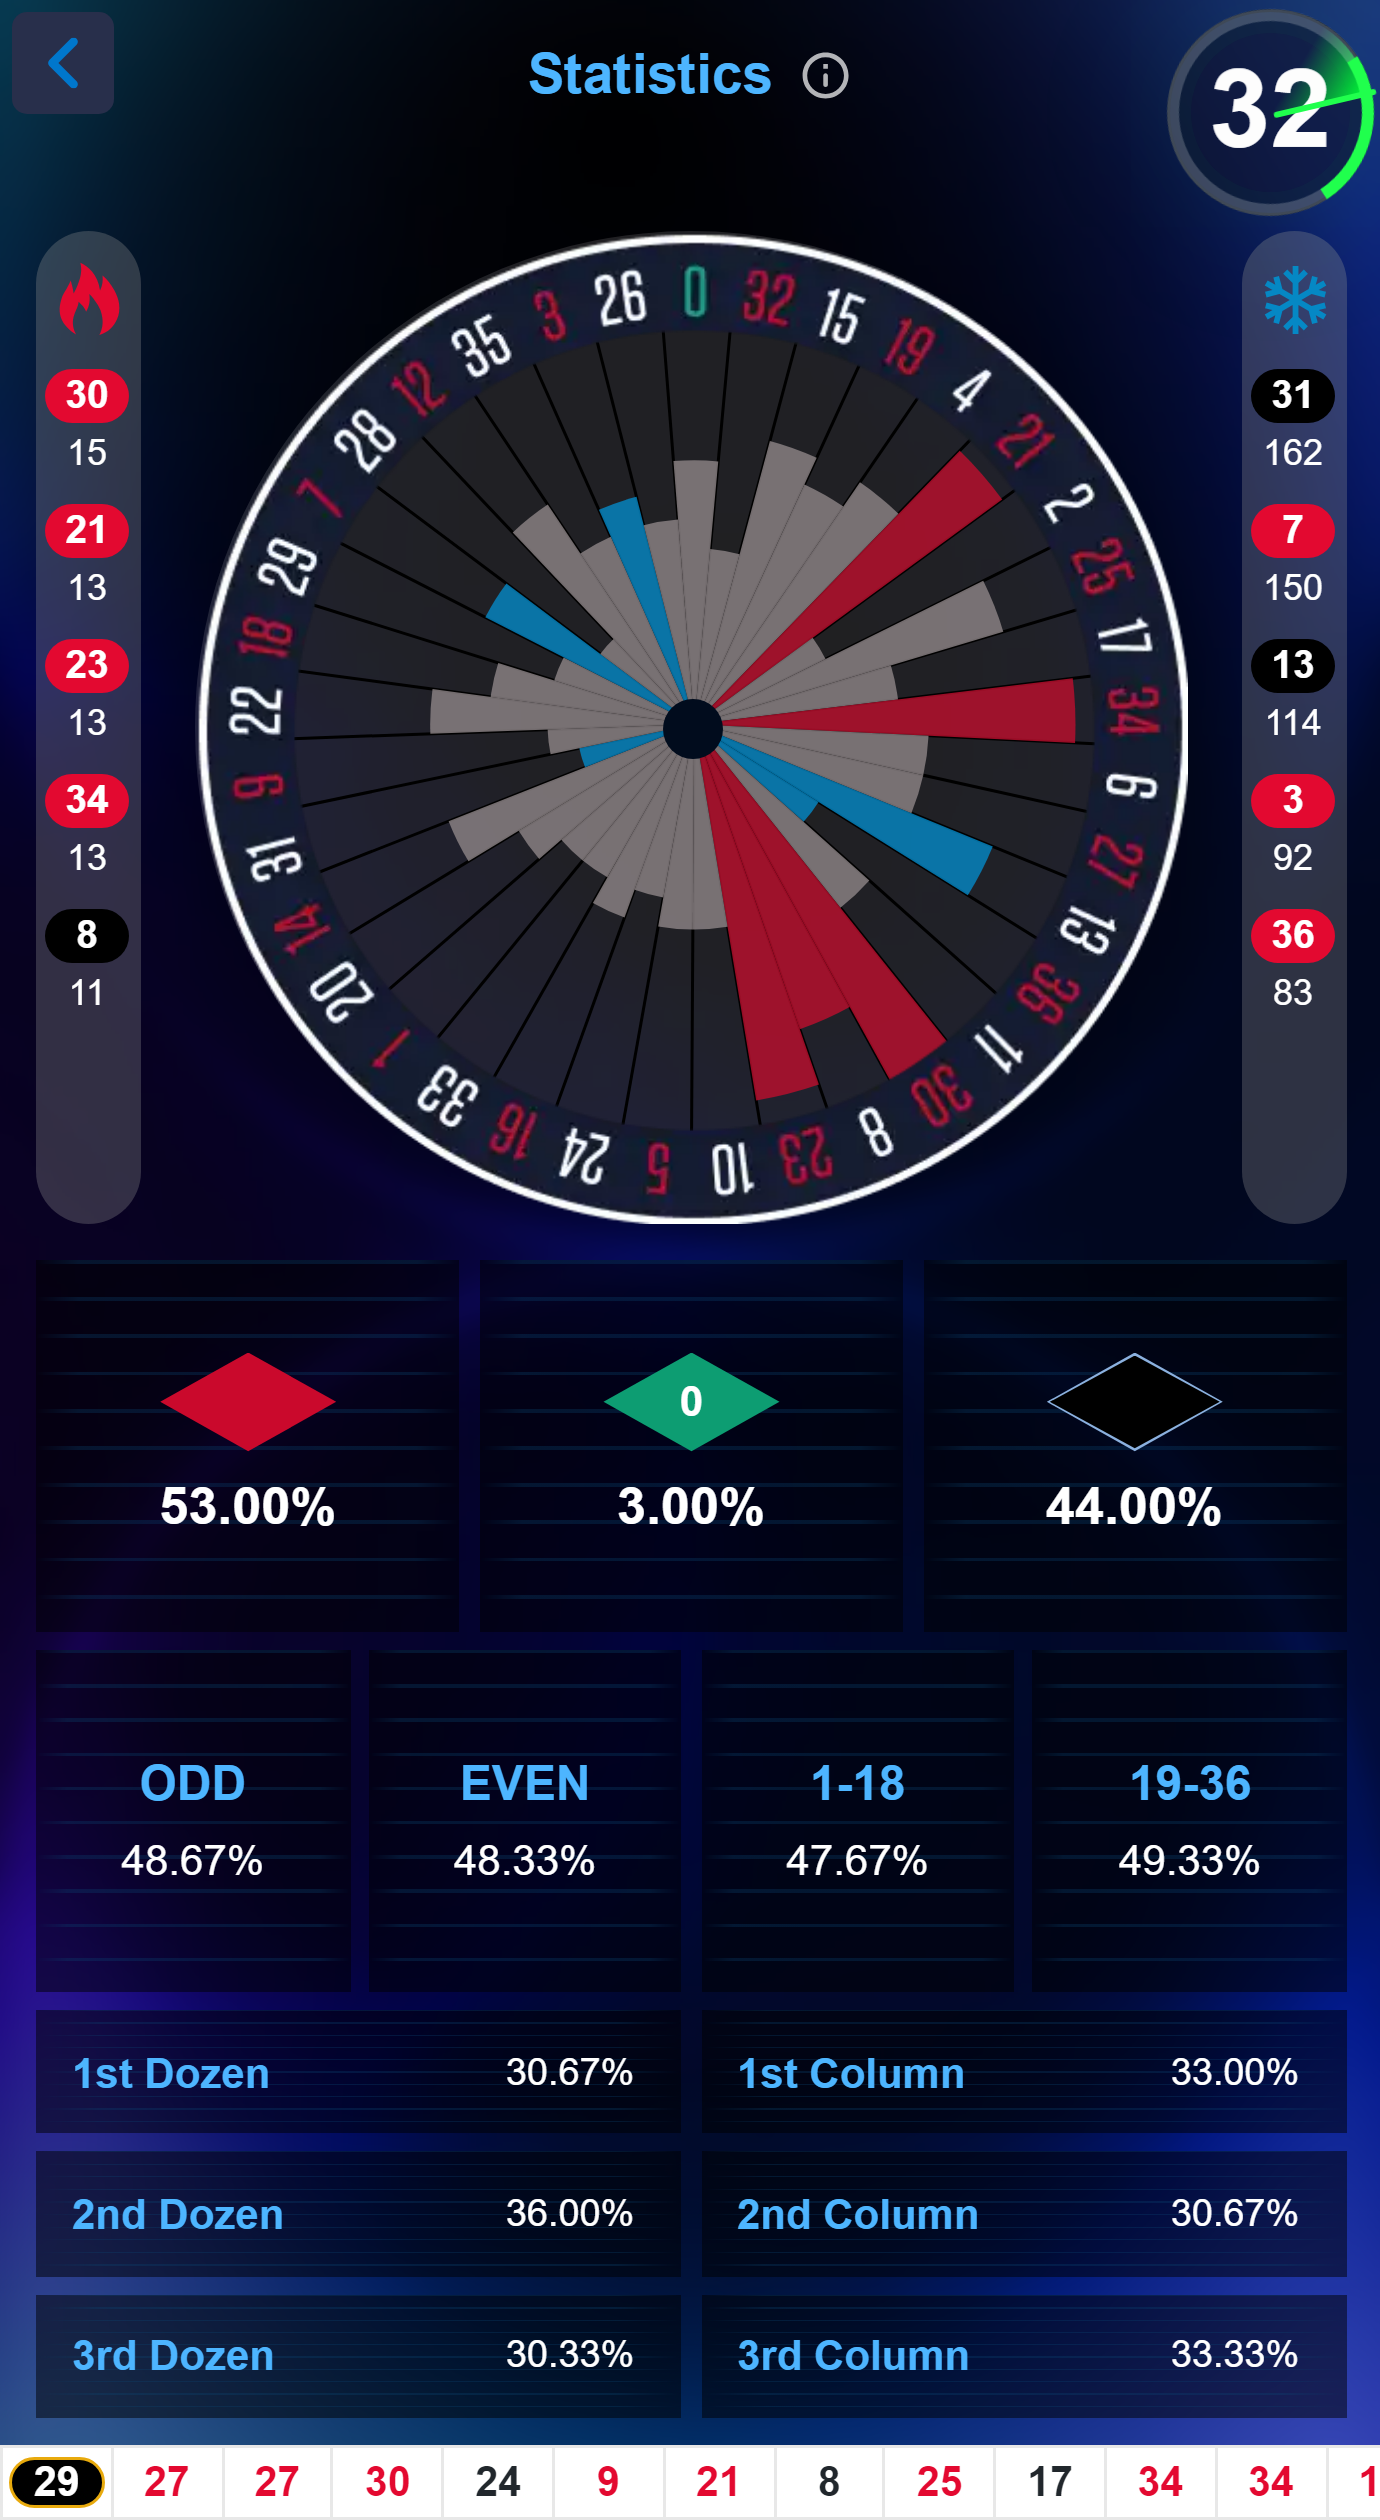 Statistics
32
0 32 15 19 4 21 2 25 17 34 6 27 13 36 11 30 8 23 10 5 24 16 33 1 20 14 31 9 22 18 29 7 28 12 35 3 26
30
15
21
13
23
13
34
13
8
11
31
162
7
150
13
114
3
92
36
83
0
53.00% 3.00% 44.00%
ODD EVEN 1-18 19-36
48.67% 48.33% 47.67% 49.33%
1st Dozen 30.67% 1st Column 33.00%
2nd Dozen 36.00% 2nd Column 30.67%
3rd Dozen 30.33% 3rd Column 33.33%
29 27 27 30 24 9 21 8 25 17 34 34